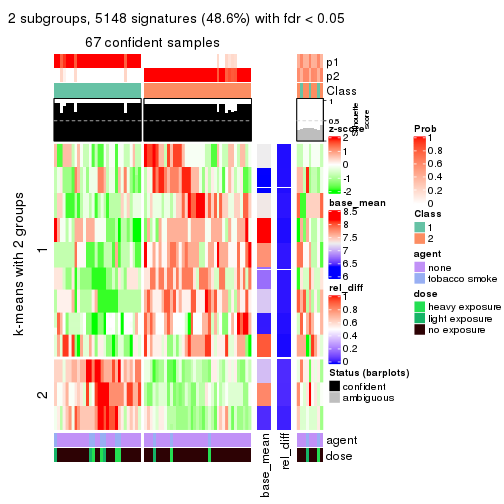 2 subgroups, 5148 signatures (48.6%) with fdr < 0.05
67 confident samples
p1
p2
Class
1
0.5
0
Silhouette
score
k-means with 2 groups
1
2
agent
dose
base_mean
rel_diff
z-score
2
1
0
-1
-2
base_mean
8.5
8
7.5
7
6.5
6
rel_diff
1
0.8
0.6
0.4
0.2
0
Status (barplots)
confident
ambiguous
Prob
1
0.8
0.6
0.4
0.2
0
Class
1
2
agent
none
tobacco smoke
dose
heavy exposure
light exposure
no exposure